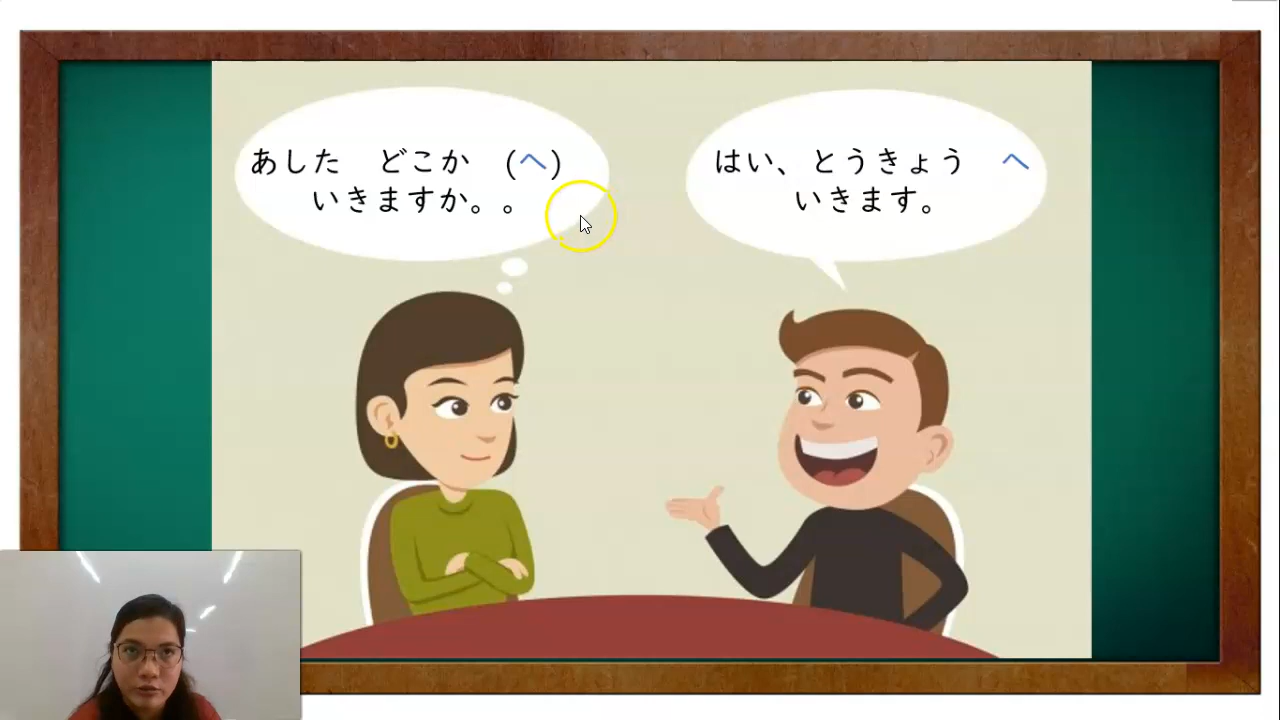 あした　どこか　(へ)
いきますか。。
はい、とうきょう　へ
いきます。